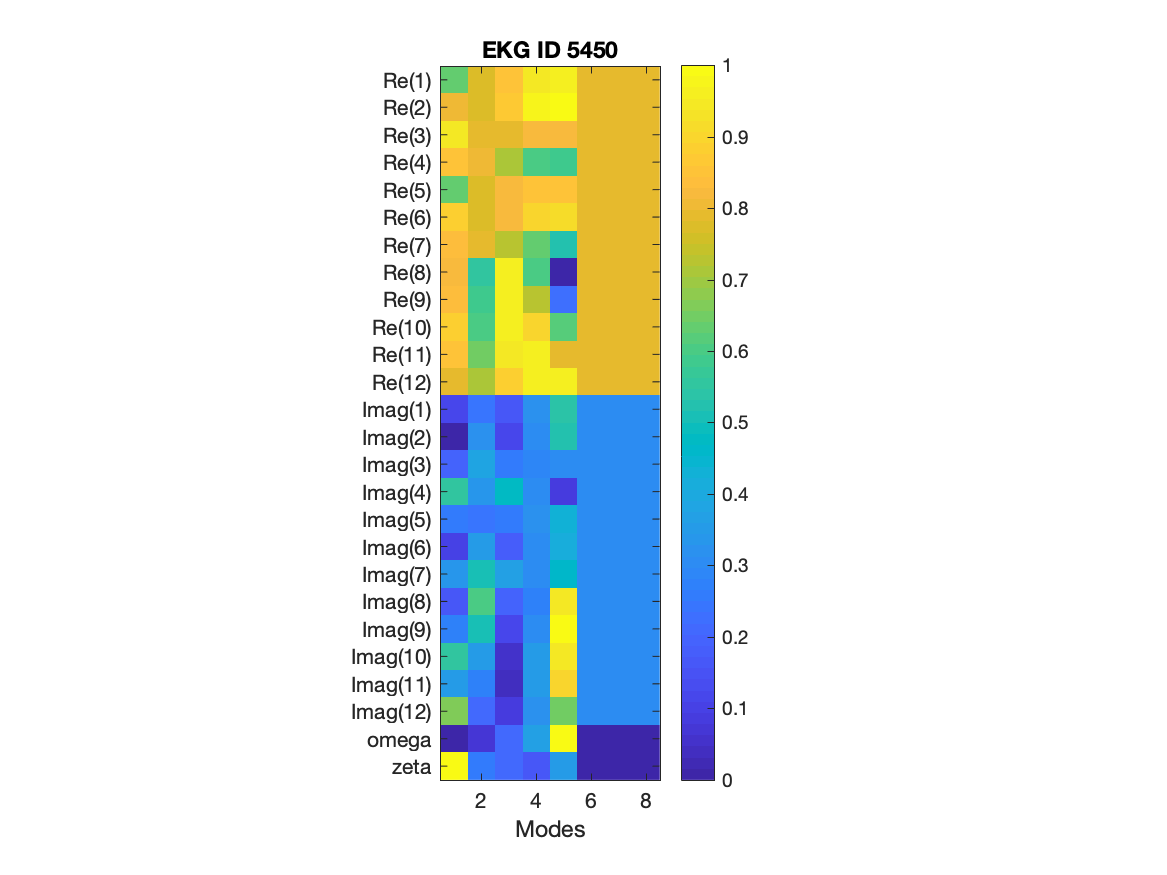 EKG ID 5450
Re(1)
Re(2)
Re(3)
Re(4)
Re(5)
Re(6)
Re(7)
Re(8)
Re(9)
Re(10)
Re(11)
Re(12)
Imag(1)
Imag(2)
Imag(3)
Imag(4)
Imag(5)
Imag(6)
Imag(7)
Imag(8)
Imag(9)
Imag(10)
Imag(11)
Imag(12)
omega
zeta
2 4 6 8
Modes
1
0.9
0.8
0.7
0.6
0.5
0.4
0.3
0.2
0.1
0